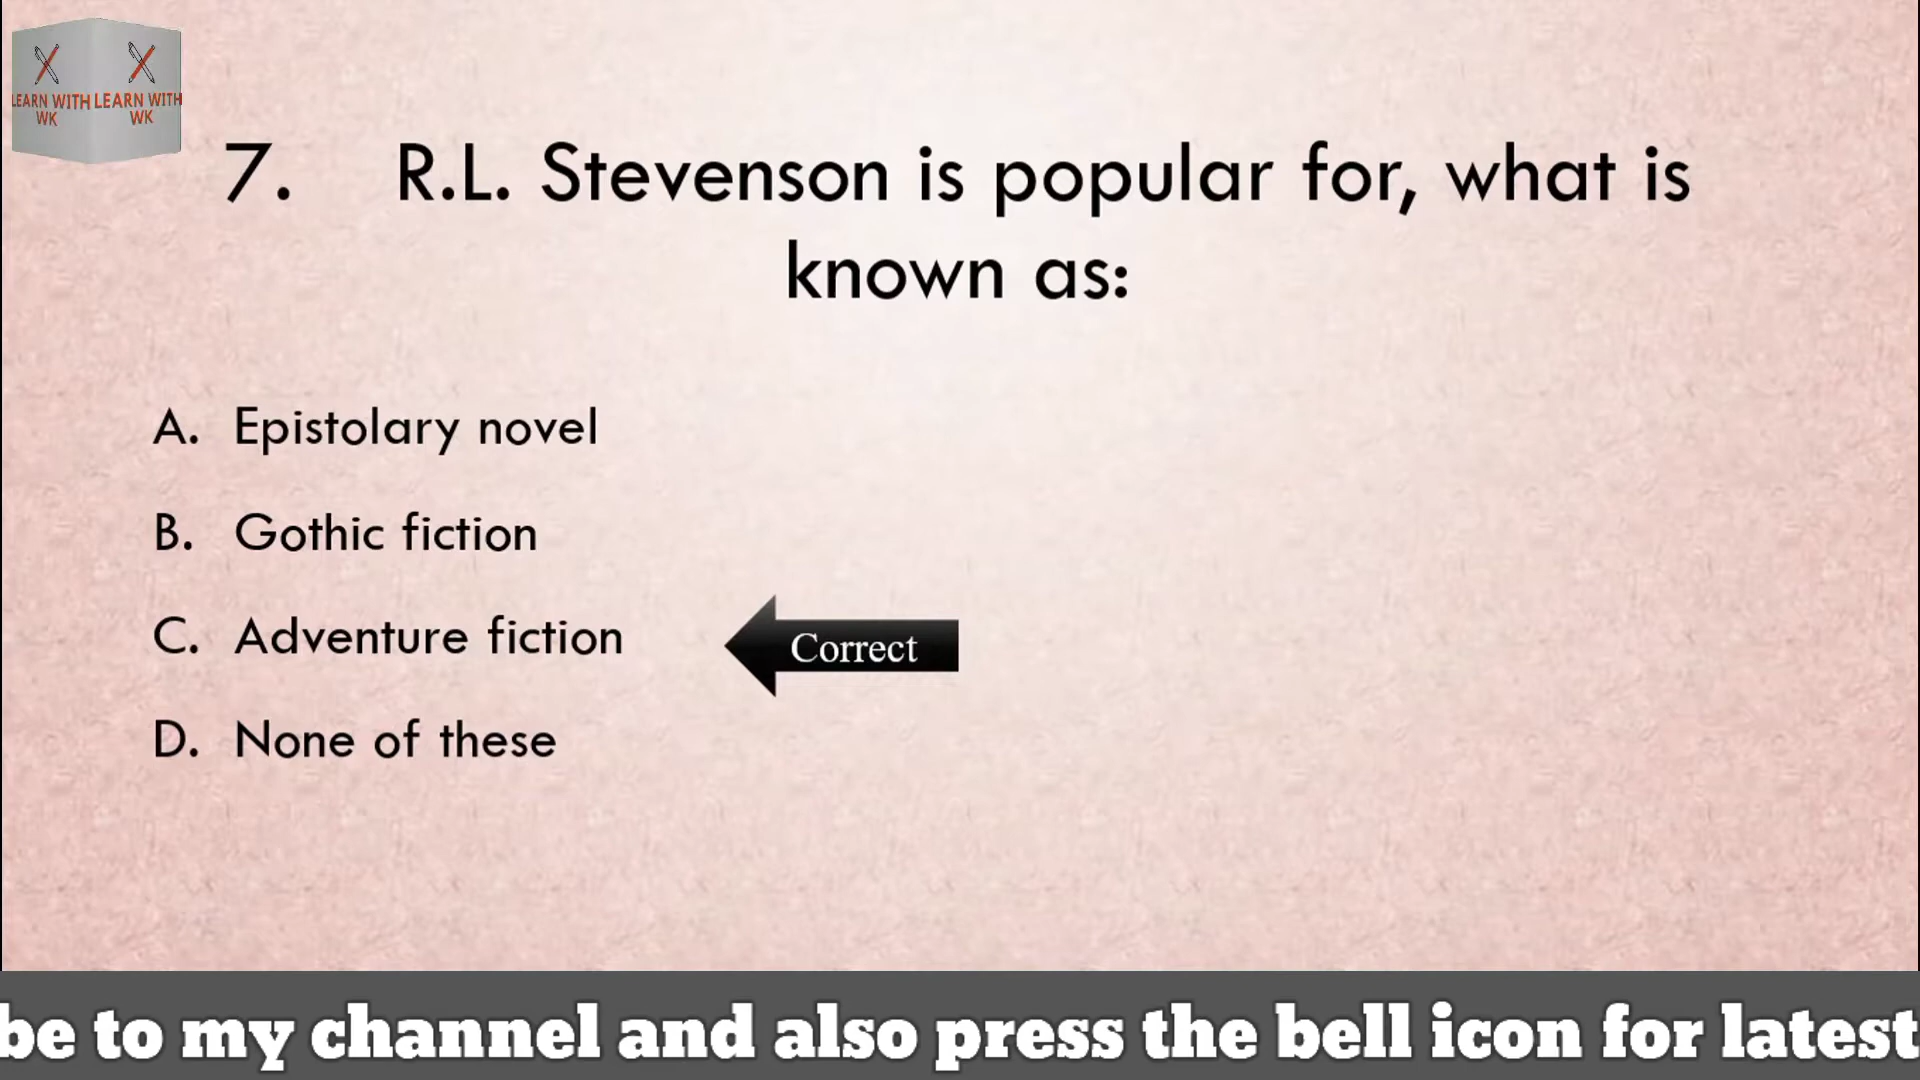 LEARN WITH LEARN WITH
WK WK
7. R.L. Stevenson is popular for, what is
known as:
A. Epistolary novel
B. Gothic fiction
C. Adventure fiction
Correct
D. None of these
be to my channel and also press the bell icon for latest